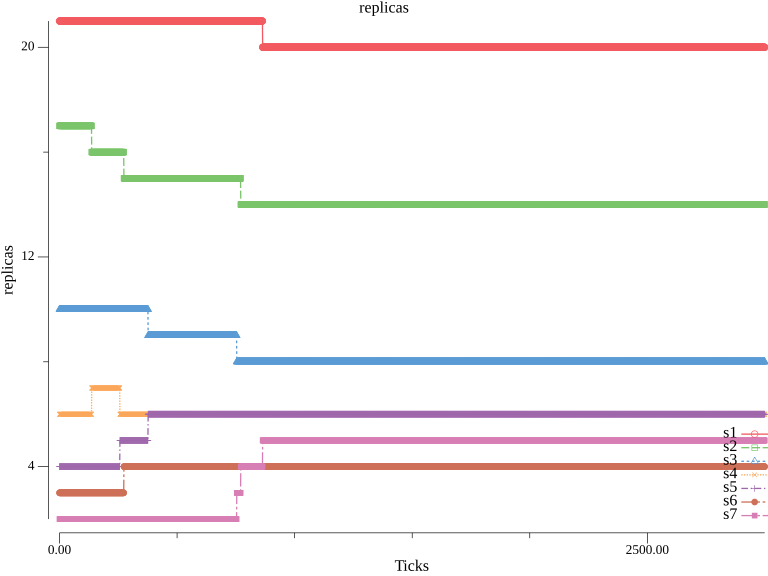 replicas
20
12
4
replicas
s1
s2
s3
s4
s5
s6
s7
0.00
2500.00
Ticks